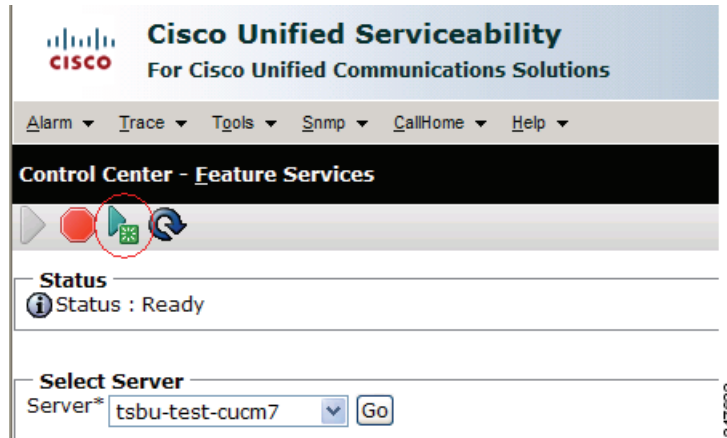 Cisco Unified Serviceability
CISCO
For Cisco Unified Communications Solutions
Alarm Trace Tools Snmp CallHome Help
Control Center - Feature Services
Status
Status : Ready
Select Server
Server* tsbu-test-cucm7 Go